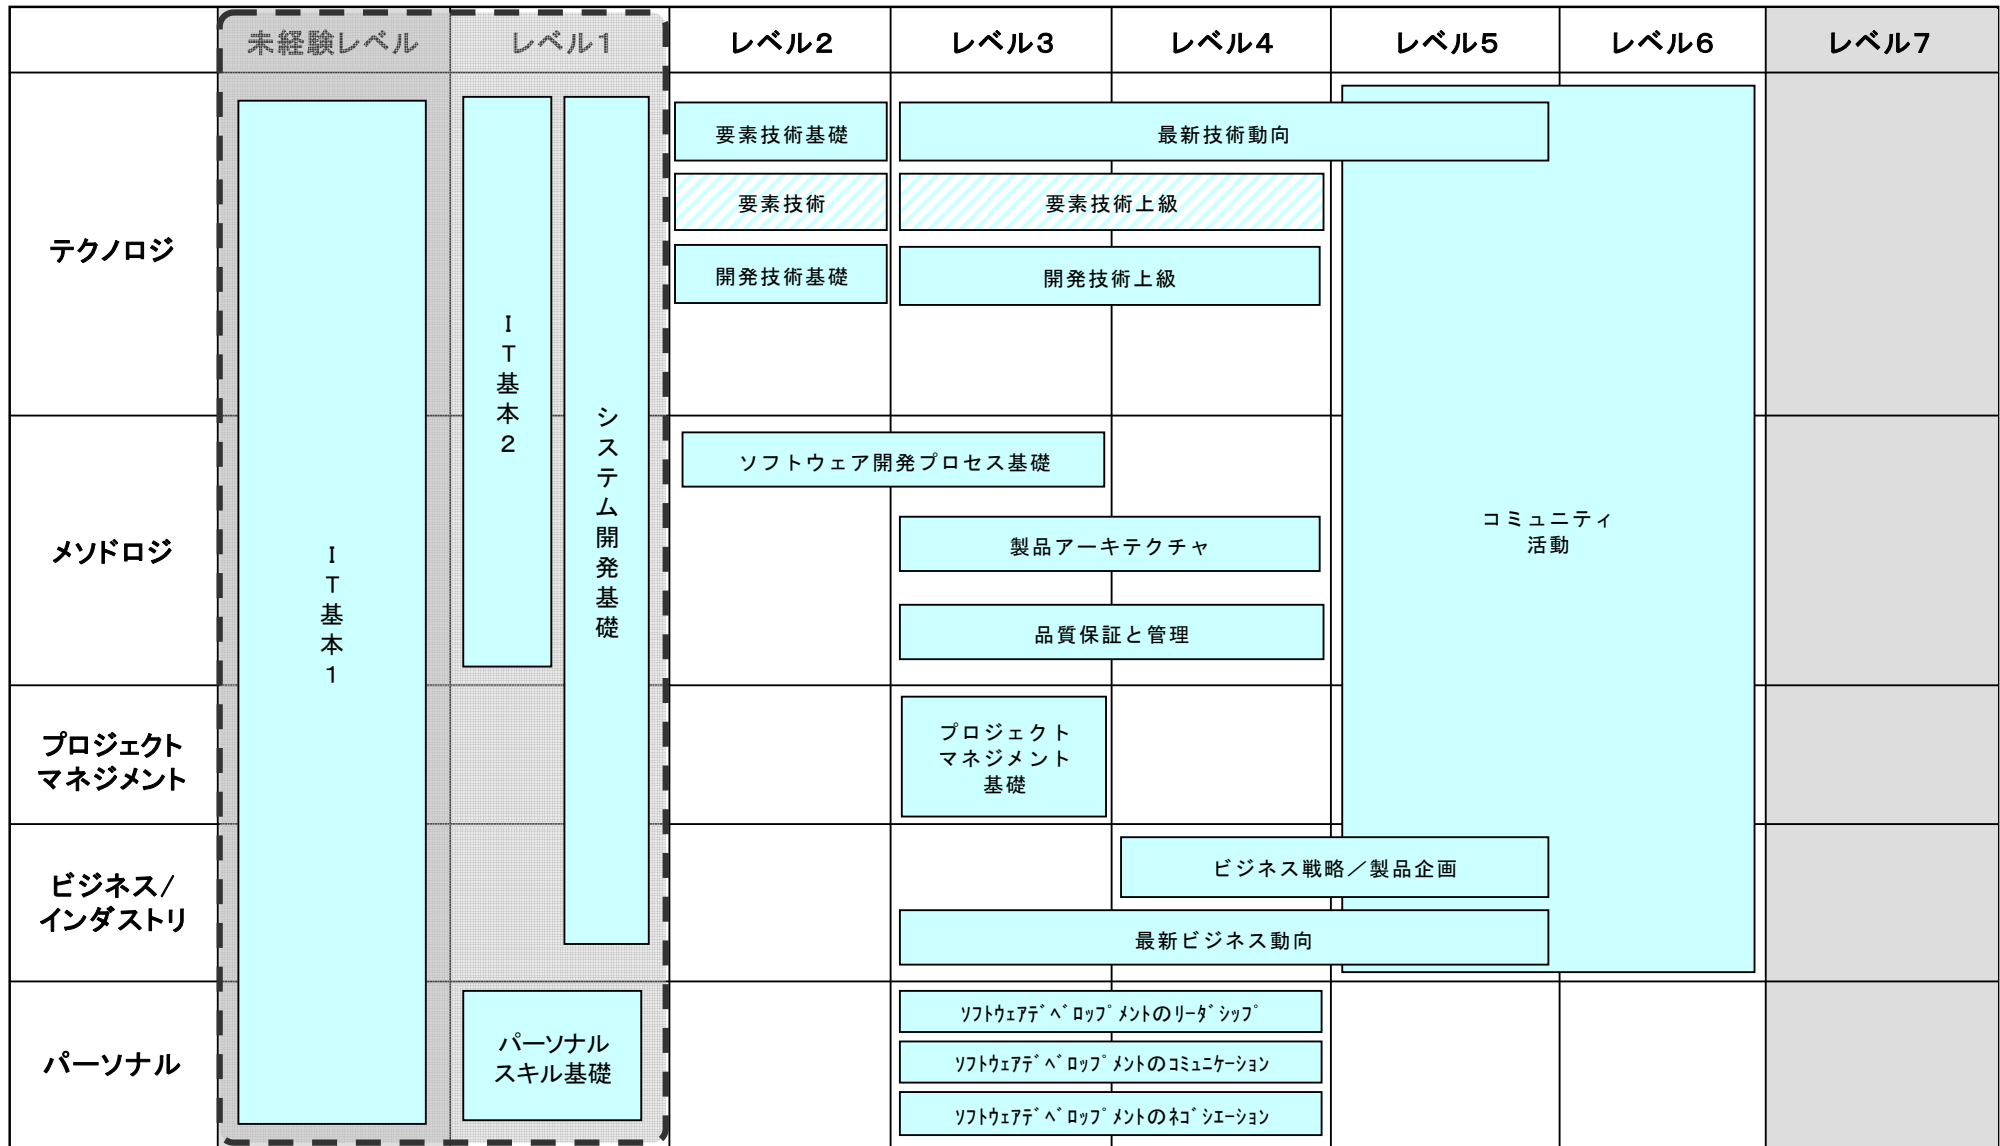 未経験レベル
レベル1
レベル2
レベル3
レベル4
レベル5
レベル6
レベル7
テクノロジ
IT基本1
IT基本2
システム開発基礎
要素技術基礎
最新技術動向
要素技術
要素技術上級
開発技術基礎
開発技術上級
コミュニティ
活動
メソドロジ
ソフトウェア開発プロセス基礎
製品アーキテクチャ
品質保証と管理
プロジェクト
マネジメント
プロジェクト
マネジメント
基礎
ビジネス/
インダストリ
ビジネス戦略/製品企画
最新ビジネス動向
パーソナル
パーソナル
スキル基礎
ソフトウェアデベロップメントのリーダシップ
ソフトウェアデベロップメントのコミュニケーション
ソフトウェアデベロップメントのネゴシエーション